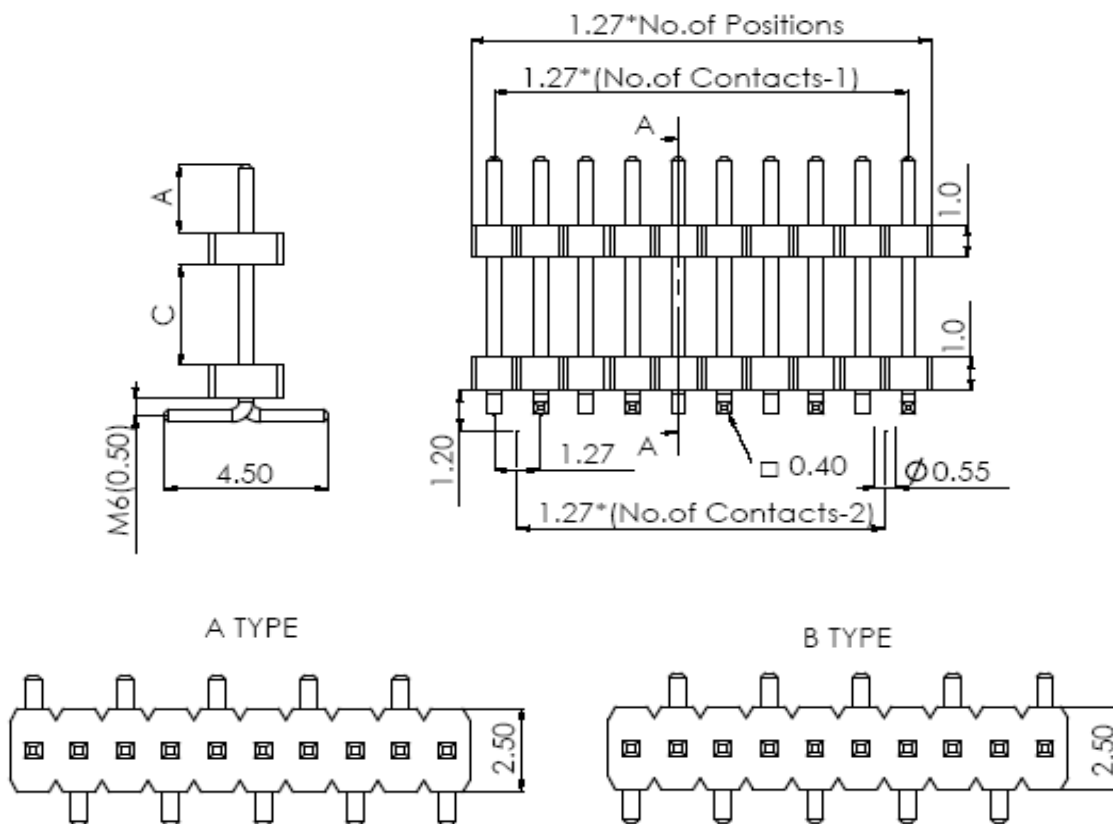 1.27*No.of Positions
1.27*(No.of Contacts-1)
A
A
1.0
C
1.0
M6(0.50)
4.50
1.20
1.27
A
□ 0.40
Ø0.55
1.27*(No.of Contacts-2)
A TYPE
B TYPE
2.50
2.50